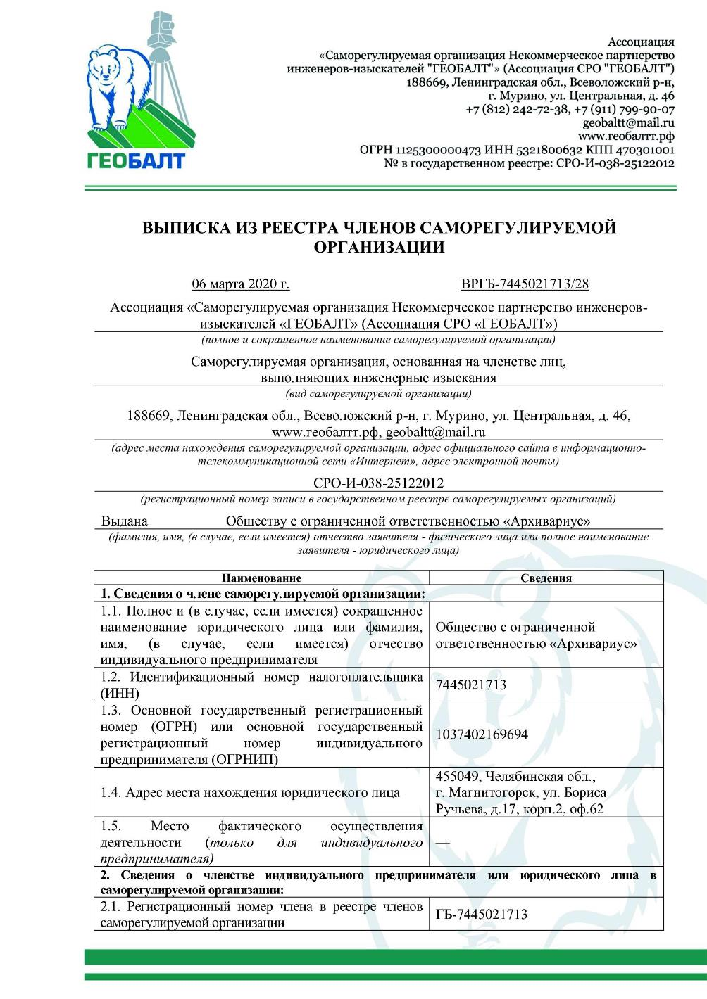 Ассоциация
«Саморегулируемая организация Некоммерческое партнерство
инженеров-изыскателей "ГЕОБАЛТ"» (Ассоциация СРО "ГЕОБАЛТ")
188669, Ленинградская обл., Всеволожский р-н,
г. Мурино, ул. Центральная, д. 46
+7 (812) 242-72-38, +7 (911) 799-90-07
geobaltt@mail.ru
www.геобалтт.рф
ОГРН 1125300000473 ИНН 5321800632 КПП 470301001
№ в государственном реестре: СРО-И-038-25122012
ГЕОБАЛТ
ВЫПИСКА ИЗ РЕЕСТРА ЧЛЕНОВ САМОРЕГУЛИРУЕМОЙ
ОРГАНИЗАЦИИ
06 марта 2020 г. ВРГБ-7445021713/28
Ассоциация «Саморегулируемая организация Некоммерческое партнерство инженеров-
изыскателей «ГЕОБАЛТ» (Ассоциация СРО «ГЕОБАЛТ»)
(полное и сокращенное наименование саморегулируемой организации)
Саморегулируемая организация, основанная на членстве лиц,
выполняющих инженерные изыскания
(вид саморегулируемой организации)
188669, Ленинградская обл., Всеволожский р-н, г. Мурино, ул. Центральная, д. 46,
www.геобалтт.рф, geobaltt@mail.ru
(адрес места нахождения саморегулируемой организации, адрес официального сайта в информационно-
телекоммуникационной сети «Интернет», адрес электронной почты)
СРО-И-038-25122012
(регистрационный номер записи в государственном реестре саморегулируемых организаций)
Выдана Обществу с ограниченной ответственностью «Архивариус»
(фамилия, имя, (в случае, если имеется) отчество заявителя - физического лица или полное наименование
заявителя - юридического лица)
Наименование Сведения
1. Сведения о члене саморегулируемой организации:
1.1. Полное и (в случае, если имеется) сокращенное
наименование юридического лица или фамилия,
имя, (в случае, если имеется) отчество
индивидуального предпринимателя
Общество с ограниченной
ответственностью «Архивариус»
1.2. Идентификационный номер налогоплательщика
(ИНН)
7445021713
1.3. Основной государственный регистрационный
номер (ОГРН) или основной государственный
регистрационный номер индивидуального
предпринимателя (ОГРНИП)
1037402169694
1.4. Адрес места нахождения юридического лица
455049, Челябинская обл.,
г. Магнитогорск, ул. Бориса
Ручьева, д.17, корп.2, оф.62
1.5. Место фактического осуществления
деятельности (только для индивидуального
предпринимателя)
—
2. Сведения о членстве индивидуального предпринимателя или юридического лица в
саморегулируемой организации:
2.1. Регистрационный номер члена в реестре членов
саморегулируемой организации
ГБ-7445021713